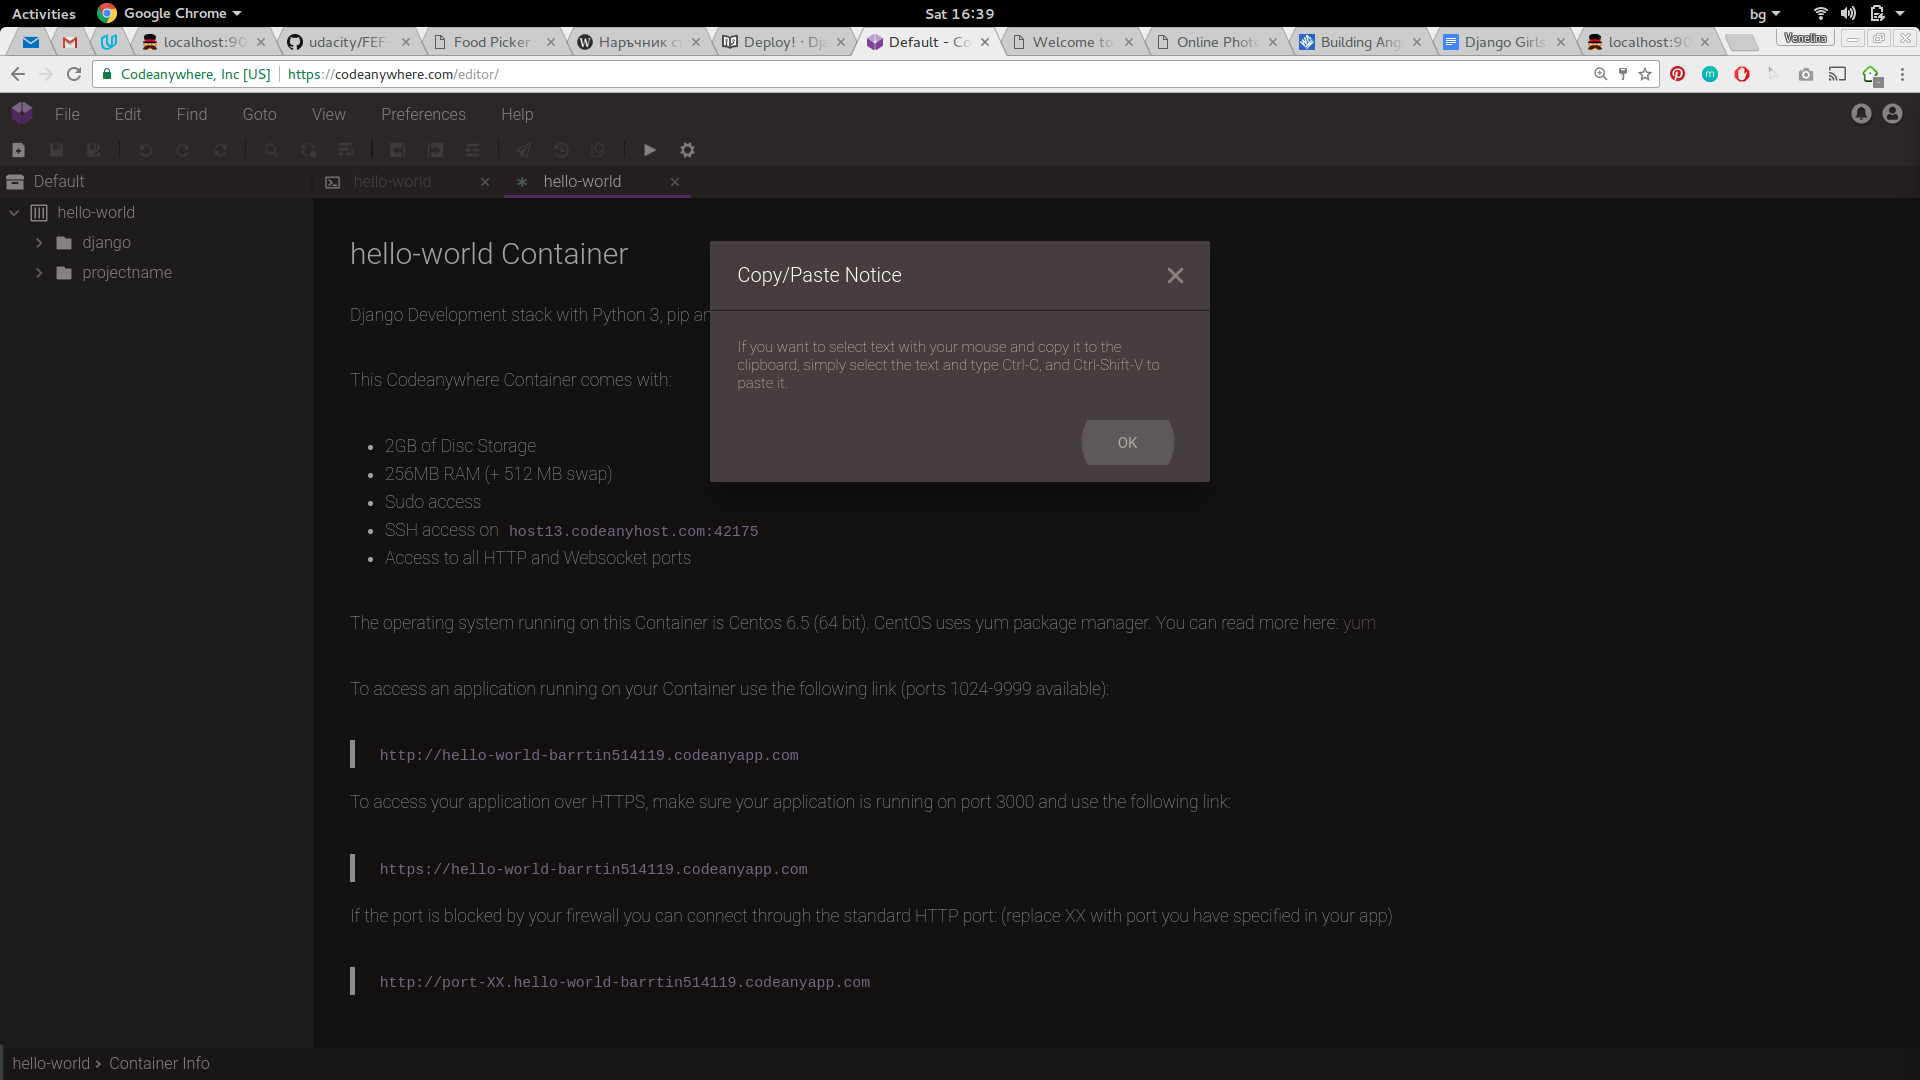 Activities Google Chrome Sat 16:39 bg
localhost:90 udacity/FEF- Food Picker Наръчник с Deploy! · Dja Default - Co Welcome to Online Phot Building Ang Django Girls localhost:90 Venelina
Codeanywhere, Inc [US] https://codeanywhere.com/editor/
File Edit Find Goto View Preferences Help
Default hello-world hello-world
hello-world
django
projectname
hello-world Container
Django Development stack with Python 3, pip an
This Codeanywhere Container comes with:
2GB of Disc Storage
256MB RAM (+ 512 MB swap)
Sudo access
SSH access on host13.codeanyhost.com:42175
Access to all HTTP and Websocket ports
The operating system running on this Container is Centos 6.5 (64 bit). CentOS uses yum package manager. You can read more here: yum
To access an application running on your Container use the following link (ports 1024-9999 available):
http://hello-world-barrtin514119.codeanyapp.com
To access your application over HTTPS, make sure your application is running on port 3000 and use the following link:
https://hello-world-barrtin514119.codeanyapp.com
If the port is blocked by your firewall you can connect through the standard HTTP port: (replace XX with port you have specified in your app)
http://port-XX.hello-world-barrtin514119.codeanyapp.com
Copy/Paste Notice
If you want to select text with your mouse and copy it to the
clipboard, simply select the text and type Ctrl-C, and Ctrl-Shift-V to
paste it.
OK
hello-world > Container Info